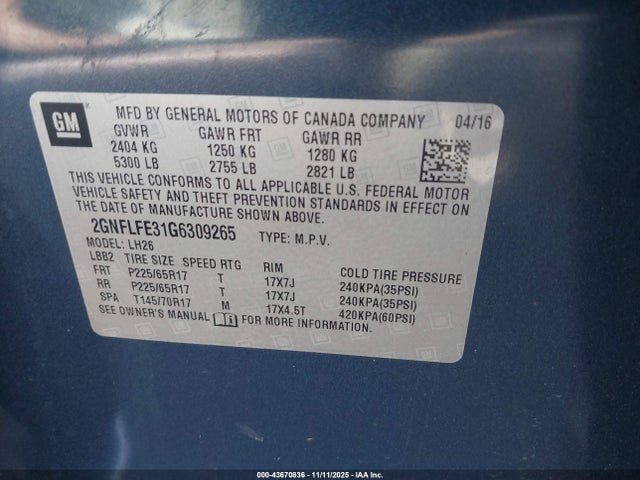 GM
MFD BY GENERAL MOTORS OF CANADA COMPANY 04/16
GVWR GAWR FRT GAWR RR
2404 KG 1250 KG 1280 KG
5300 LB 2755 LB 2821 LB
THIS VEHICLE CONFORMS TO ALL APPLICABLE U.S. FEDERAL MOTOR
VEHICLE SAFETY AND THEFT PREVENTION STANDARDS IN EFFECT ON
THE DATE OF MANUFACTURE SHOWN ABOVE.
2GNFLFE31G6309265 TYPE: M.P.V.
MODEL: LH26
LBB2 TIRE SIZE SPEED RTG RIM COLD TIRE PRESSURE
FRT P225/65R17 T 17X7J 240KPA(35PSI)
RR P225/65R17 T 17X7J 240KPA(35PSI)
SPA T145/70R17 M 17X4.5T 420KPA(60PSI)
SEE OWNER'S MANUAL FOR MORE INFORMATION.
000-43670836 - 11/11/2025 - IAA Inc.